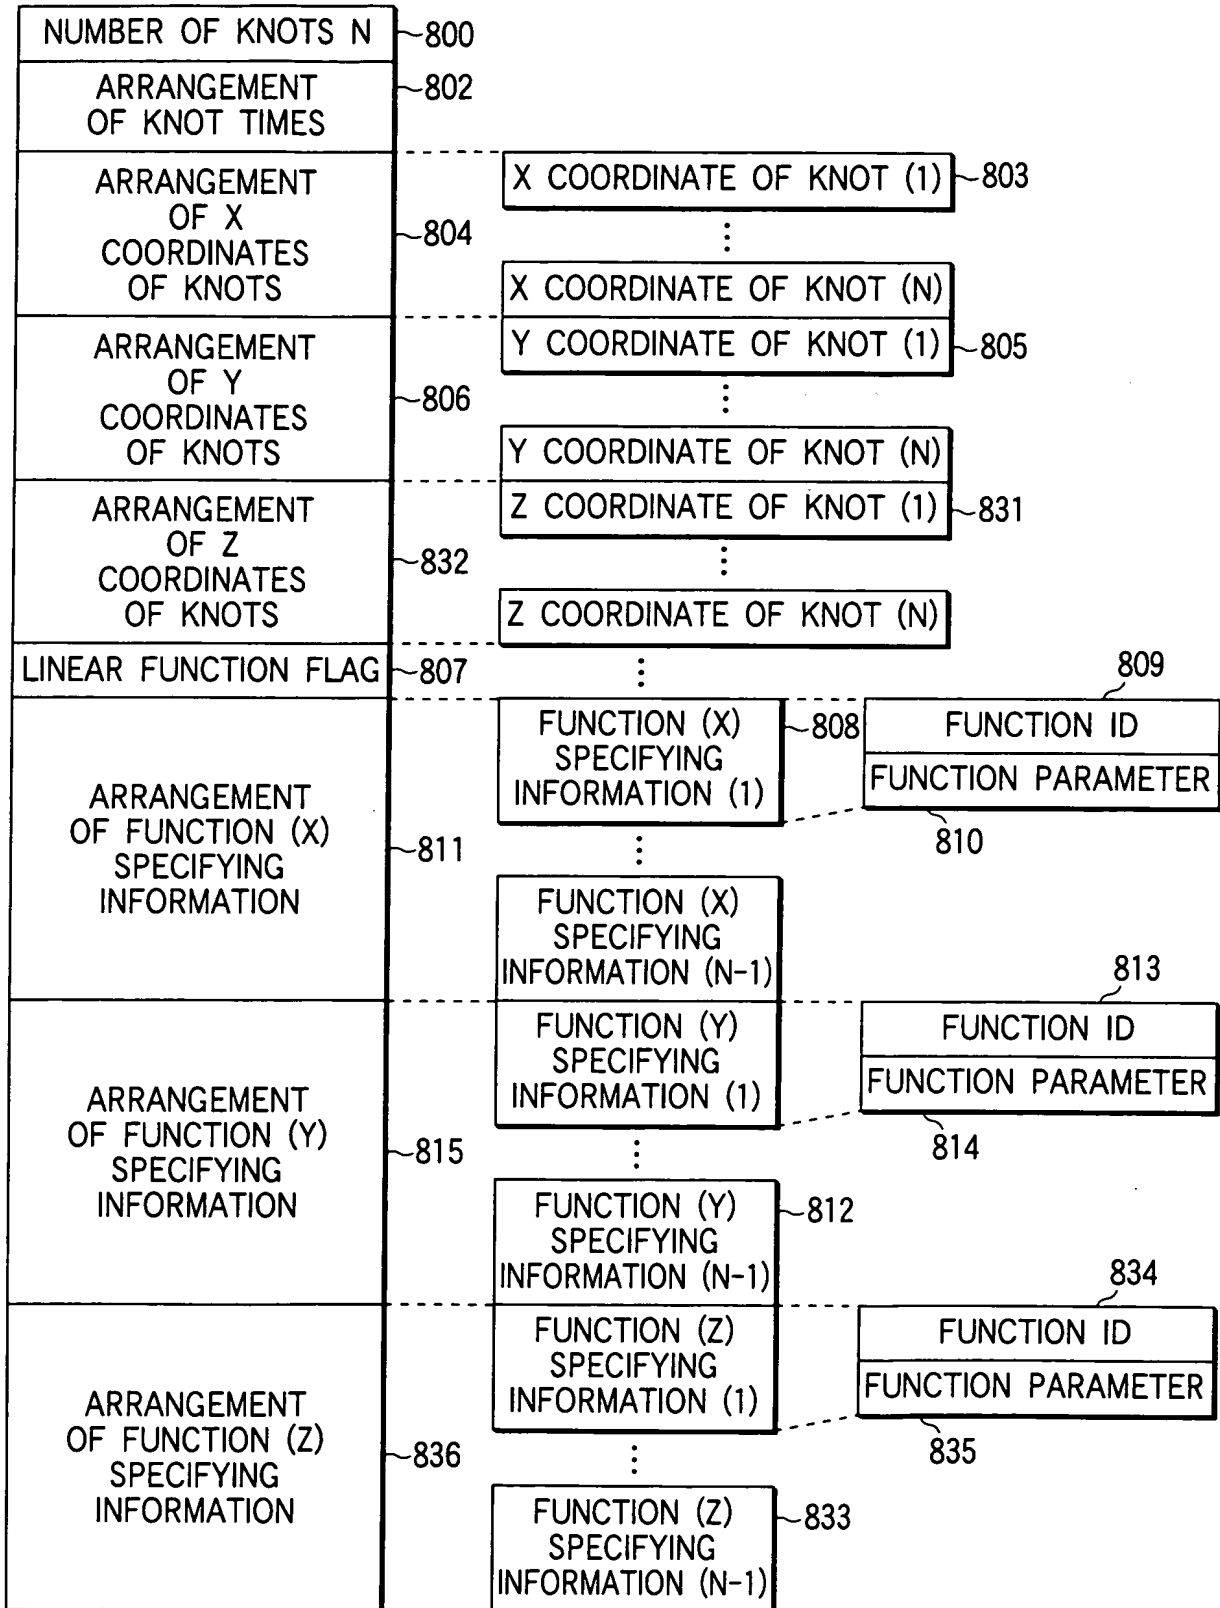 NUMBER OF KNOTS N
800
ARRANGEMENT
OF KNOT TIMES
802
ARRANGEMENT
OF X
COORDINATES
OF KNOTS
804
X COORDINATE OF KNOT (1)
803
X COORDINATE OF KNOT (N)
ARRANGEMENT
OF Y
COORDINATES
OF KNOTS
806
Y COORDINATE OF KNOT (1)
805
Y COORDINATE OF KNOT (N)
ARRANGEMENT
OF Z
COORDINATES
OF KNOTS
832
Z COORDINATE OF KNOT (1)
831
Z COORDINATE OF KNOT (N)
LINEAR FUNCTION FLAG
807
ARRANGEMENT
OF FUNCTION (X)
SPECIFYING
INFORMATION
811
FUNCTION (X)
SPECIFYING
INFORMATION (1)
808
809
FUNCTION ID
FUNCTION PARAMETER
810
FUNCTION (X)
SPECIFYING
INFORMATION (N-1)
ARRANGEMENT
OF FUNCTION (Y)
SPECIFYING
INFORMATION
815
FUNCTION (Y)
SPECIFYING
INFORMATION (1)
813
FUNCTION ID
FUNCTION PARAMETER
814
FUNCTION (Y)
SPECIFYING
INFORMATION (N-1)
812
ARRANGEMENT
OF FUNCTION (Z)
SPECIFYING
INFORMATION
836
FUNCTION (Z)
SPECIFYING
INFORMATION (1)
834
FUNCTION ID
FUNCTION PARAMETER
835
FUNCTION (Z)
SPECIFYING
INFORMATION (N-1)
833